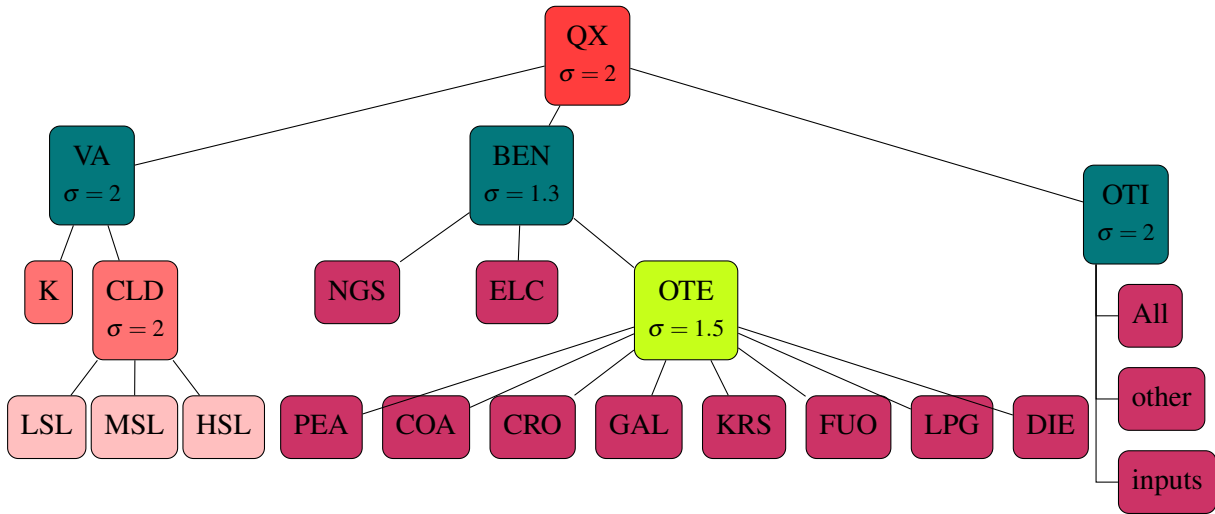 QX
σ = 2
VA
σ = 2
BEN
σ = 1.3
OTI
σ = 2
K
CLD
σ = 2
NGS
ELC
OTE
σ = 1.5
All
LSL
MSL
HSL
PEA
COA
CRO
GAL
KRS
FUO
LPG
DIE
other
inputs